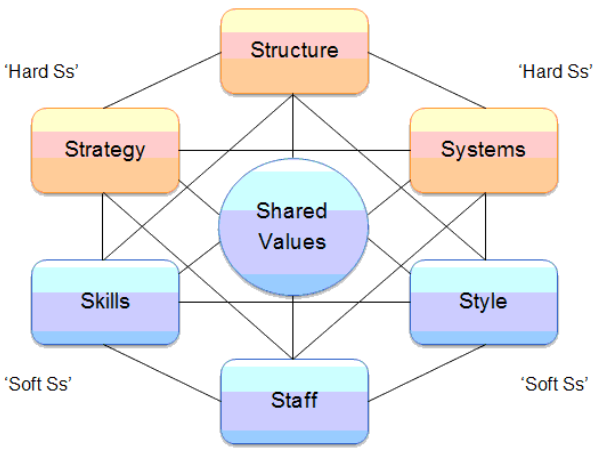 Structure
‘Hard Ss’
‘Hard Ss’
Strategy
Systems
Shared
Values
Skills
Style
‘Soft Ss’
‘Soft Ss’
Staff